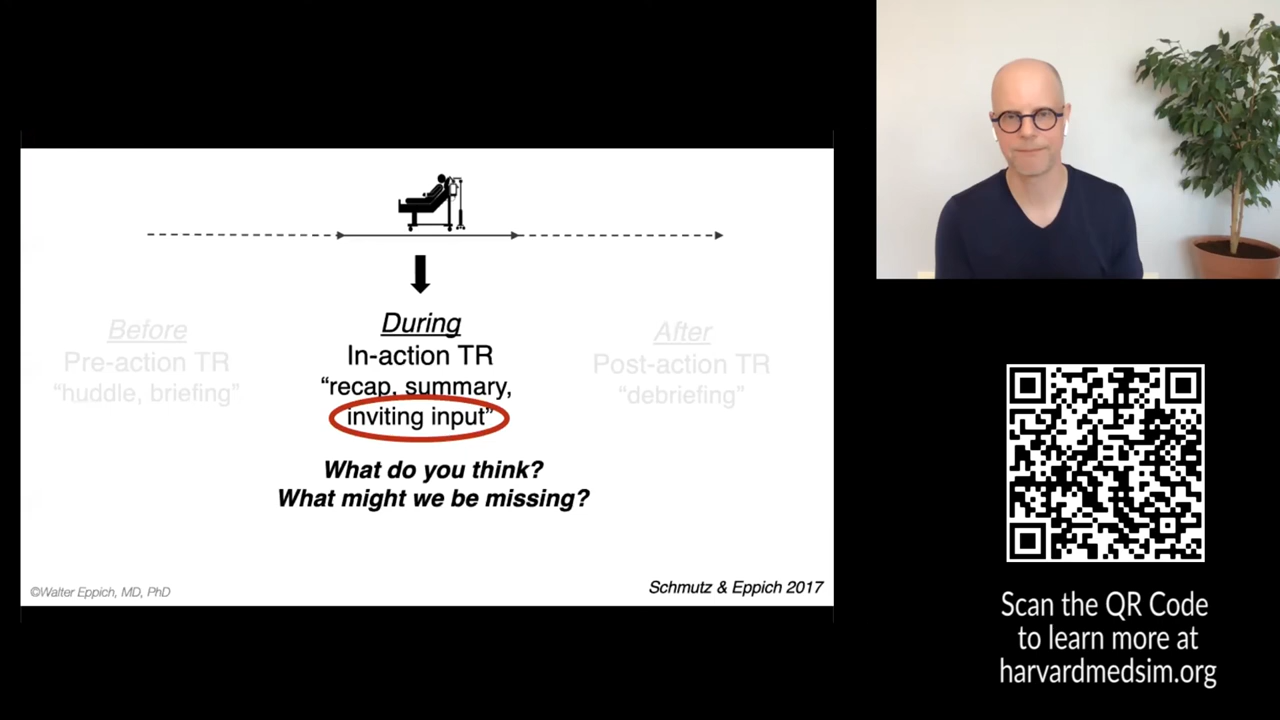 Before
Pre-action TR
“huddle, briefing”
During
In-action TR
“recap, summary,
inviting input”
After
Post-action TR
“debriefing”
What do you think?
What might we be missing?
©Walter Eppich, MD, PhD
Schmutz & Eppich 2017
Scan the QR Code
to learn more at
harvardmedsim.org